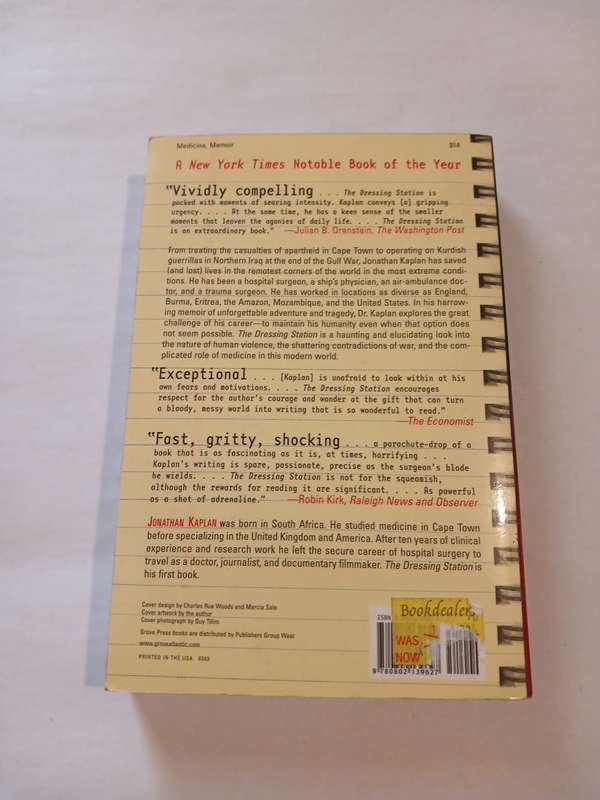 Medicine, Memoir $14
A New York Times Notable Book of the Year
"Vividly compelling . . . The Dressing Station is
packed with moments of searing intensity. Kaplan conveys [a] gripping
urgency. . . . At the same time, he has a keen sense of the smaller
moments that leaven the agonies of daily life. . . . The Dressing Station
is an extraordinary book." —Julian B. Orenstein, The Washington Post
From treating the casualties of apartheid in Cape Town to operating on Kurdish
guerrillas in Northern Iraq at the end of the Gulf War, Jonathan Kaplan has saved
(and lost) lives in the remotest corners of the world in the most extreme condi-
tions. He has been a hospital surgeon, a ship's physician, an air-ambulance doc-
tor, and a trauma surgeon. He has worked in locations as diverse as England,
Burma, Eritrea, the Amazon, Mozambique, and the United States. In his harrow-
ing memoir of unforgettable adventure and tragedy, Dr. Kaplan explores the great
challenge of his career—to maintain his humanity even when that option does
not seem possible. The Dressing Station is a haunting and elucidating look into
the nature of human violence, the shattering contradictions of war, and the com-
plicated role of medicine in this modern world.
"Exceptional . . . [Kaplan] is unafraid to look within at his
own fears and motivations. . . . The Dressing Station encourages
respect for the author's courage and wonder at the gift that can turn
a bloody, messy world into writing that is so wonderful to read."
—The Economist
"Fast, gritty, shocking . . . a parachute-drop of a
book that is as fascinating as it is, at times, horrifying . . .
Kaplan's writing is spare, passionate, precise as the surgeon's blade
he wields. . . . The Dressing Station is not for the squeamish,
although the rewards for reading it are significant. . . . As powerful
as a shot of adrenaline." —Robin Kirk, Raleigh News and Observer
JONATHAN KAPLAN was born in South Africa. He studied medicine in Cape Town
before specializing in the United Kingdom and America. After ten years of clinical
experience and research work he left the secure career of hospital surgery to
travel as a doctor, journalist, and documentary filmmaker. The Dressing Station is
his first book.
Cover design by Charles Rue Woods and Marcia Salo
Cover artwork by the author
Cover photograph by Guy Tillim
Grove Press books are distributed by Publishers Group West
www.groveatlantic.com
PRINTED IN THE USA 0303
ISBN
Bookdealers
WAS
NOW
9 780802 139627